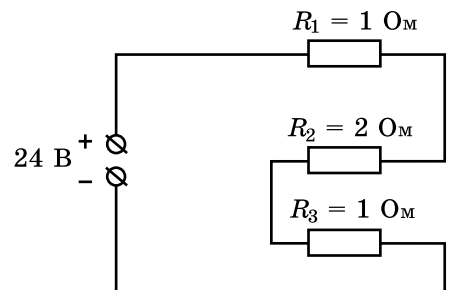 R₁ = 1 Ом
R₂ = 2 Ом
+
24 В
−
R₃ = 1 Ом